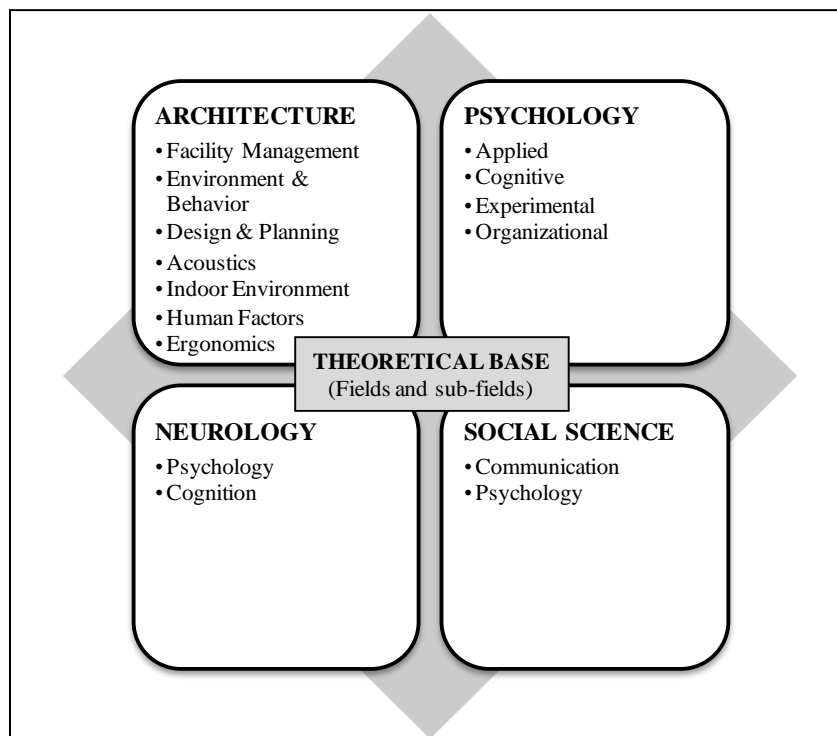 ARCHITECTURE
• Facility Management
• Environment &
Behavior
• Design & Planning
• Acoustics
• Indoor Environment
• Human Factors
• Ergonomics
PSYCHOLOGY
• Applied
• Cognitive
• Experimental
• Organizational
THEORETICAL BASE
(Fields and sub-fields)
NEUROLOGY
• Psychology
• Cognition
SOCIAL SCIENCE
• Communication
• Psychology